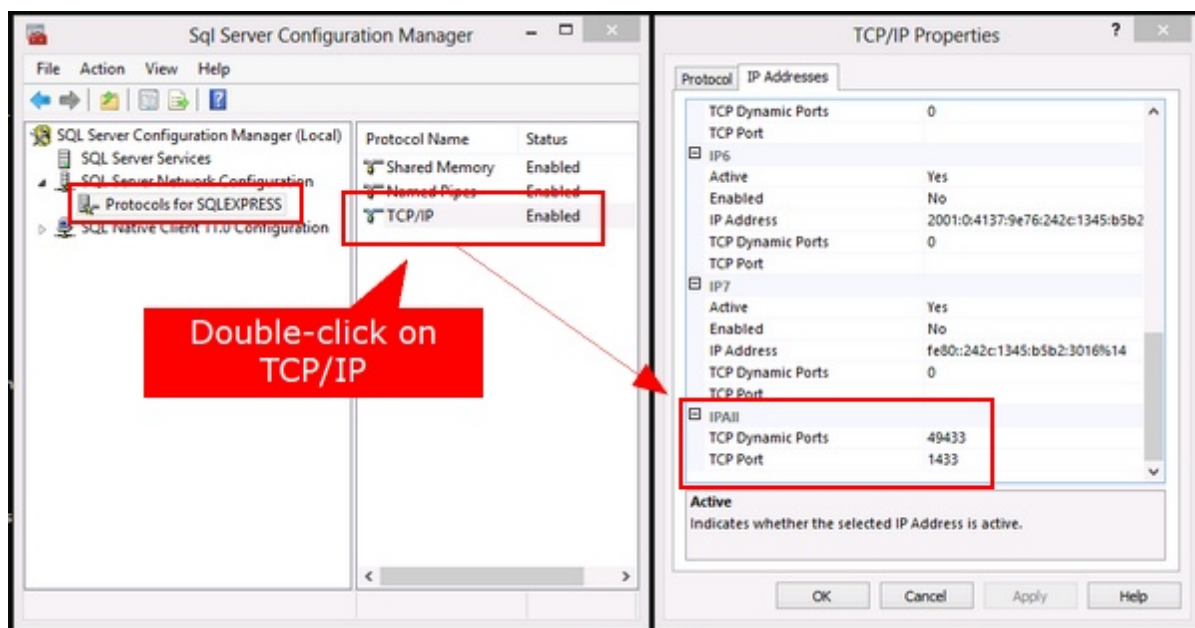 Sql Server Configuration Manager
File Action View Help
SQL Server Configuration Manager (Local)
SQL Server Services
SQL Server Network Configuration
Protocols for SQLEXPRESS
SQL Native Client 11.0 Configuration
Protocol Name Status
Shared Memory Enabled
Named Pipes Enabled
TCP/IP Enabled
Double-click on
TCP/IP
TCP/IP Properties
Protocol IP Addresses
TCP Dynamic Ports 0
TCP Port
IP6
Active Yes
Enabled No
IP Address 2001:0:4137:9e76:242c:1345:b5b2
TCP Dynamic Ports 0
TCP Port
IP7
Active Yes
Enabled No
IP Address fe80::242c:1345:b5b2:3016%14
TCP Dynamic Ports 0
TCP Port
IPAll
TCP Dynamic Ports 49433
TCP Port 1433
Active
Indicates whether the selected IP Address is active.
OK Cancel Apply Help